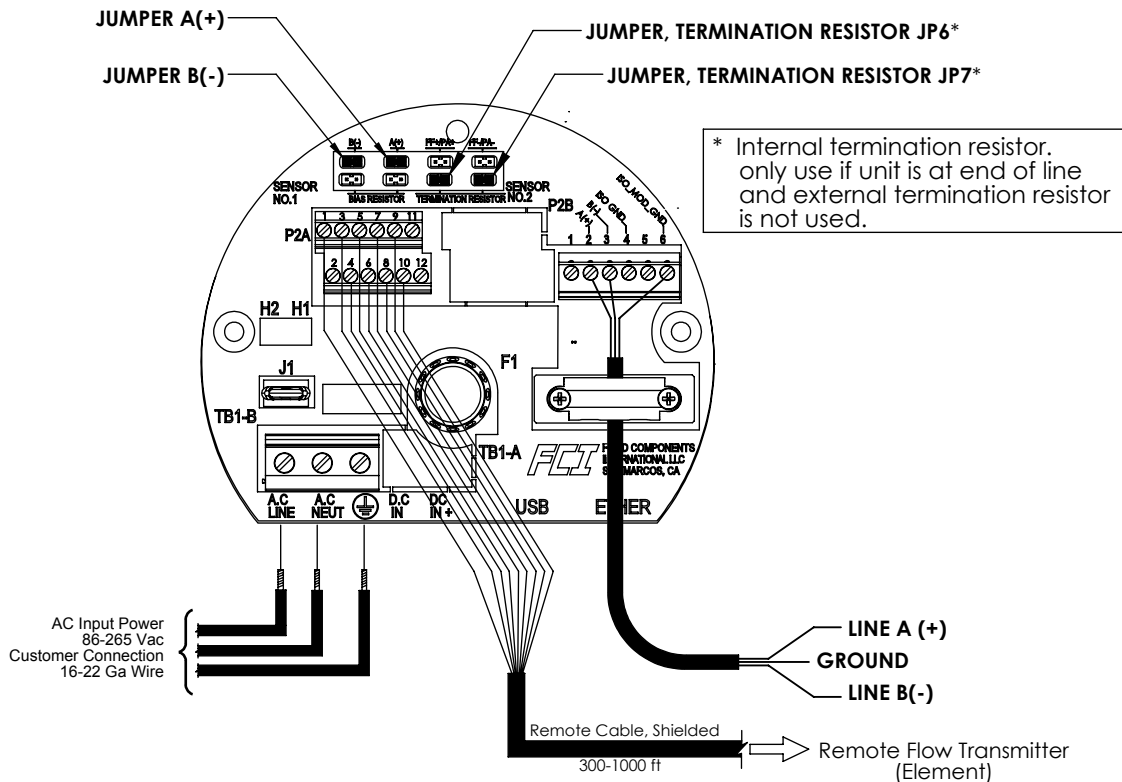 JUMPER A(+)
JUMPER, TERMINATION RESISTOR JP6*
JUMPER B(-)
JUMPER, TERMINATION RESISTOR JP7*
* Internal termination resistor.
only use if unit is at end of line
and external termination resistor
is not used.
B(-) A(+)
SENSOR
NO.1
BIAS RESISTOR
TERMINATION RESISTOR
SENSOR
NO.2
P2B
A(+) B(-) ISO GND ISO_MOD_GND
P2A
1 3 5 7 9 11
1 2 3 4 5 6
2 4 6 8 10 12
H2 H1
J1
F1
TB1-B
TB1-A
FCI
COMPONENTS
INTERNATIONAL LLC
MARCOS, CA
A.C LINE
A.C NEUT
D.C IN
DC IN +
USB
AC Input Power
86-265 Vac
Customer Connection
16-22 Ga Wire
LINE A (+)
GROUND
LINE B(-)
Remote Cable, Shielded
300-1000 ft
Remote Flow Transmitter
(Element)